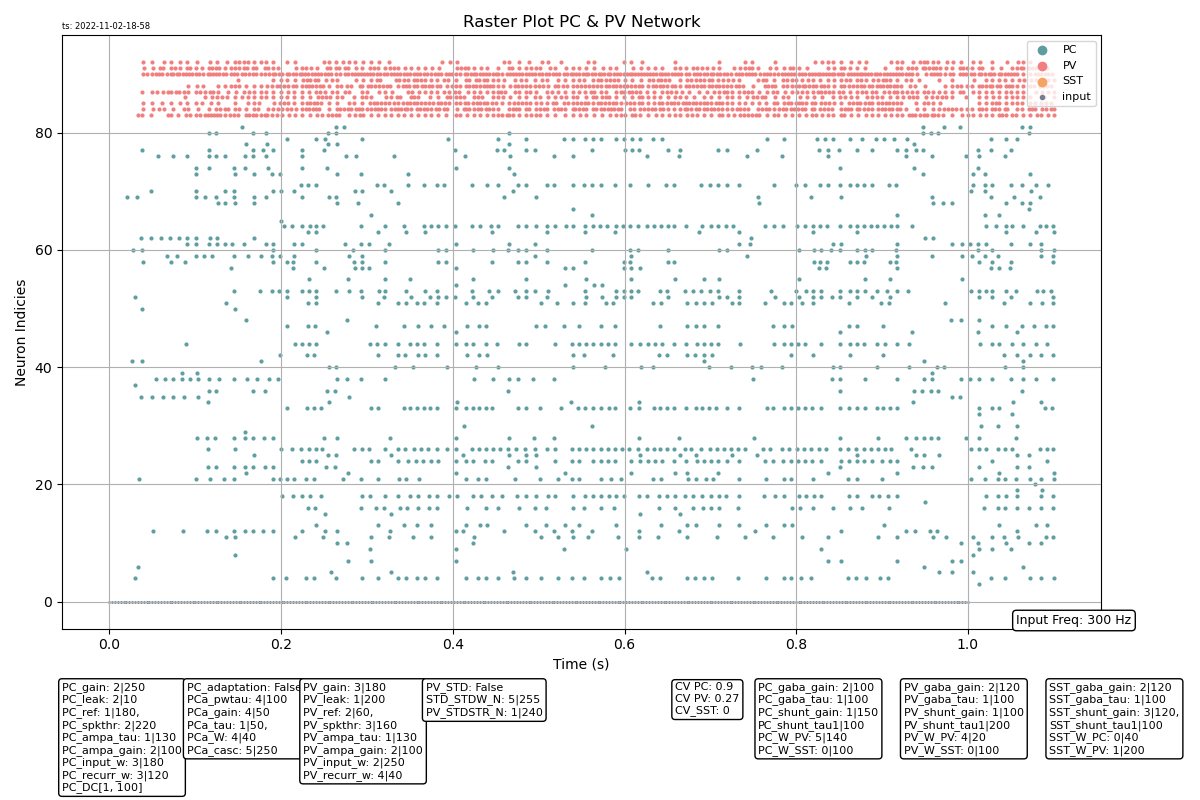 ts: 2022-11-02-18-58
Raster Plot PC & PV Network
PC
PV
SST
input
Neuron Indicies
80
60
40
20
0
0.0 0.2 0.4 0.6 0.8 1.0
Time (s)
Input Freq: 300 Hz
PC_gain: 2|250
PC_leak: 2|10
PC_ref: 1|180,
PC_spkthr: 2|220
PC_ampa_tau: 1|130
PC_ampa_gain: 2|100
PC_input_w: 3|180
PC_recurr_w: 3|120
PC_DC[1, 100]
PC_adaptation: False
PCa_pwtau: 4|100
PCa_gain: 4|50
PCa_tau: 1|50,
PCa_W: 4|40
PCa_casc: 5|250
PV_gain: 3|180
PV_leak: 1|200
PV_ref: 2|60,
PV_spkthr: 3|160
PV_ampa_tau: 1|130
PV_ampa_gain: 2|100
PV_input_w: 2|250
PV_recurr_w: 4|40
PV_STD: False
STD_STDW_N: 5|255
PV_STDSTR_N: 1|240
CV PC: 0.9
CV PV: 0.27
CV_SST: 0
PC_gaba_gain: 2|100
PC_gaba_tau: 1|100
PC_shunt_gain: 1|150
PC_shunt_tau1|100
PC_W_PV: 5|140
PC_W_SST: 0|100
PV_gaba_gain: 2|120
PV_gaba_tau: 1|100
PV_shunt_gain: 1|100
PV_shunt_tau1|200
PV_W_PV: 4|20
PV_W_SST: 0|100
SST_gaba_gain: 2|120
SST_gaba_tau: 1|100
SST_shunt_gain: 3|120,
SST_shunt_tau1|100
SST_W_PC: 0|40
SST_W_PV: 1|200